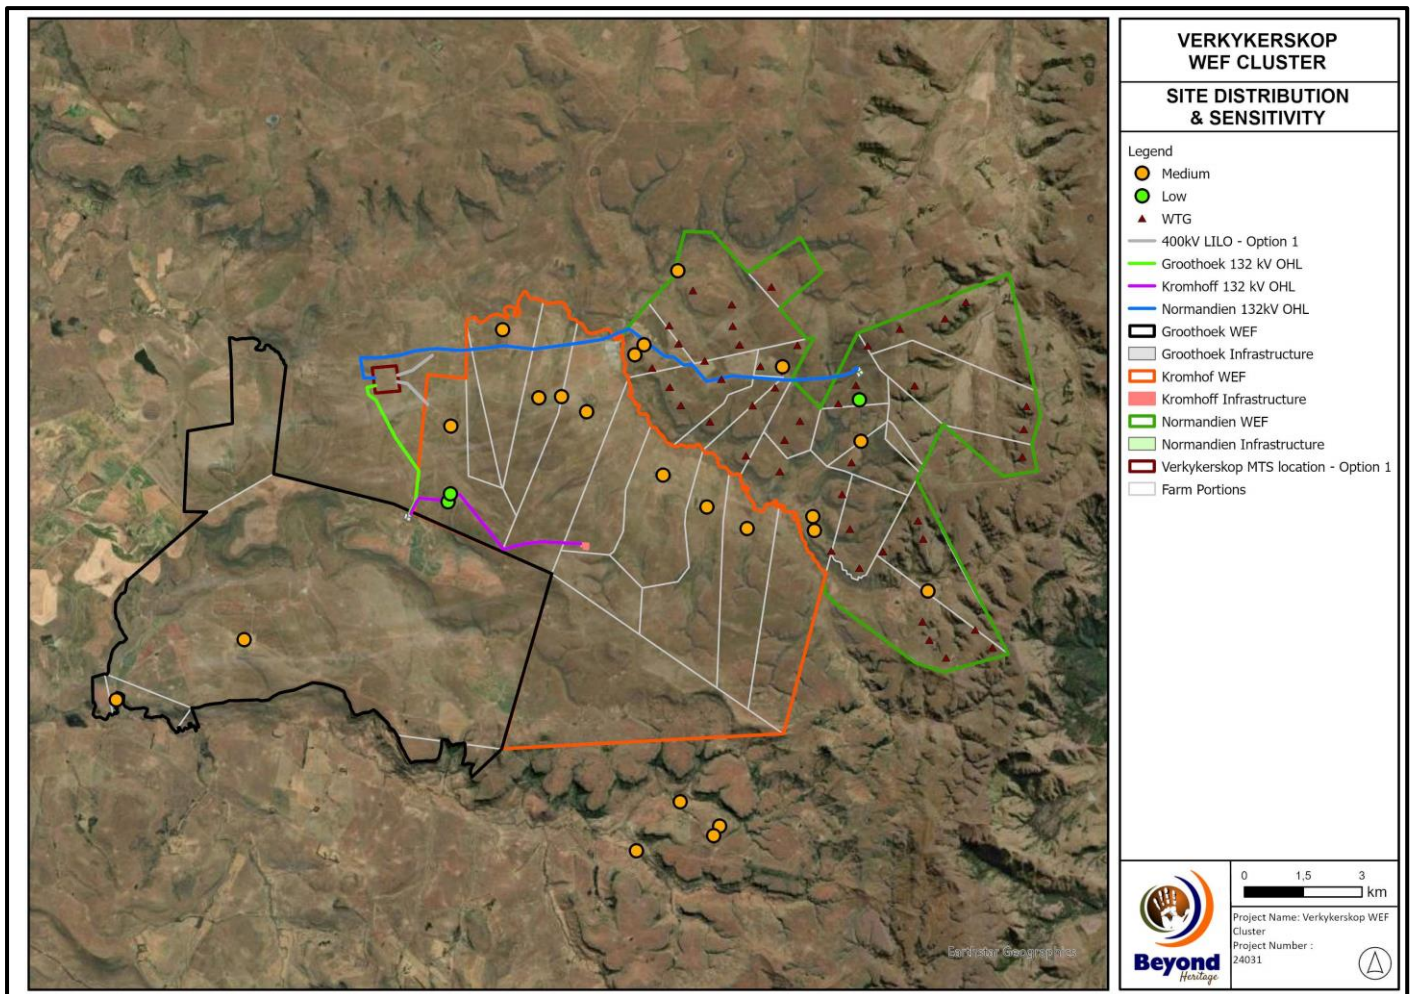 VERKYKERSKOP
WEF CLUSTER
SITE DISTRIBUTION
& SENSITIVITY
Legend
Medium
Low
WTG
400kV LILO - Option 1
Groothoek 132 kV OHL
Kromhoff 132 kV OHL
Normandien 132kV OHL
Groothoek WEF
Groothoek Infrastructure
Kromhof WEF
Kromhoff Infrastructure
Normandien WEF
Normandien Infrastructure
Verkykerskop MTS location - Option 1
Farm Portions
Earthstar Geographics
Beyond
Heritage
0 1,5 3
km
Project Name: Verkykerskop WEF
Cluster
Project Number :
24031